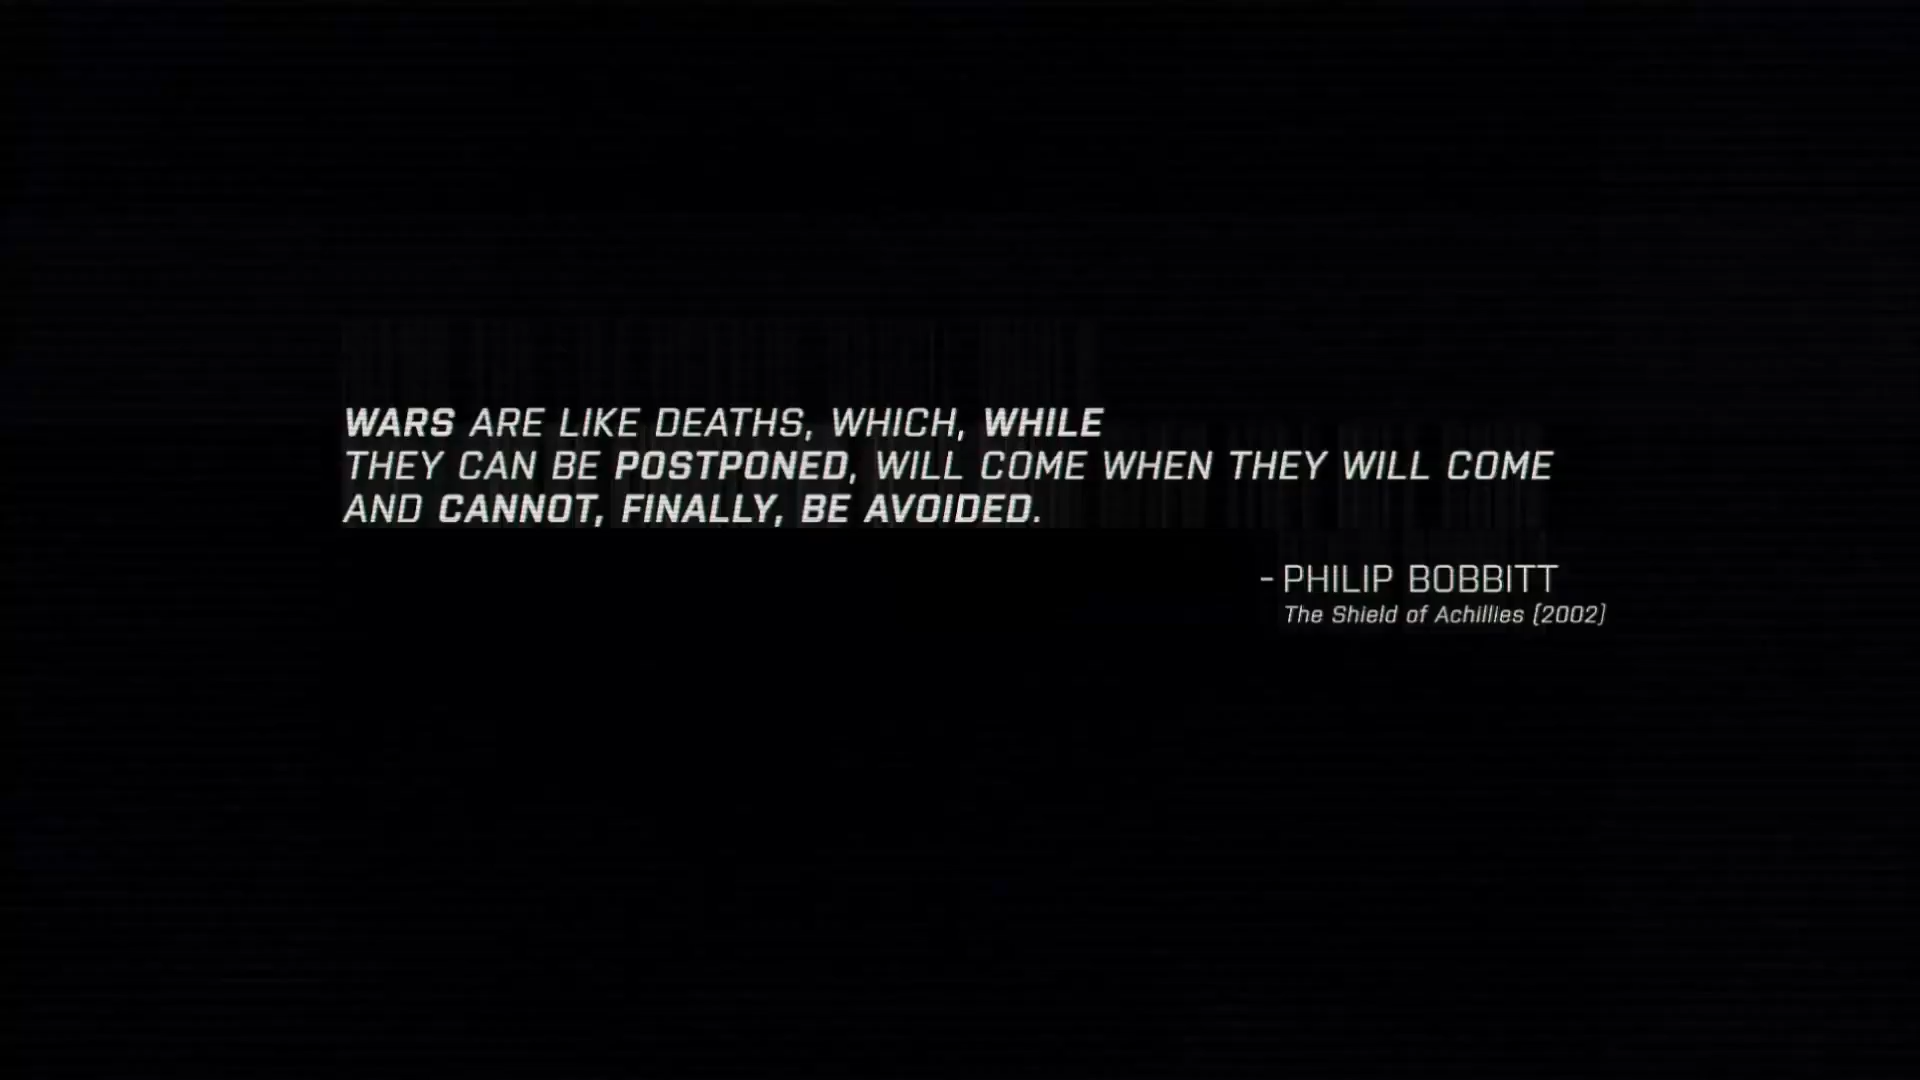 WARS ARE LIKE DEATHS, WHICH, WHILE
THEY CAN BE POSTPONED, WILL COME WHEN THEY WILL COME
AND CANNOT, FINALLY, BE AVOIDED.
- PHILIP BOBBITT
The Shield of Achillies (2002)